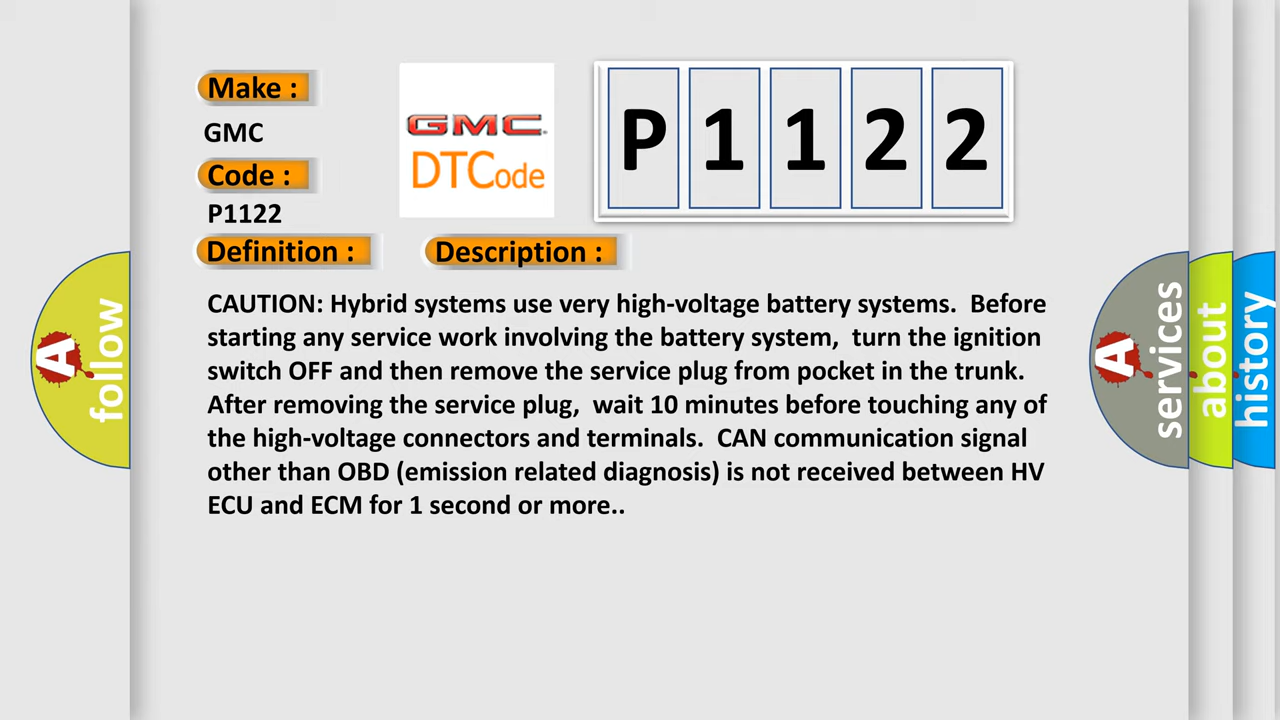 Make :
GMC
Code :
P1122
Definition :
Description :
GMC
DTCode
P1122
CAUTION: Hybrid systems use very high-voltage battery systems. Before
starting any service work involving the battery system, turn the ignition
switch OFF and then remove the service plug from pocket in the trunk.
After removing the service plug, wait 10 minutes before touching any of
the high-voltage connectors and terminals. CAN communication signal
other than OBD (emission related diagnosis) is not received between HV
ECU and ECM for 1 second or more..
A
follow
A
services
about
history